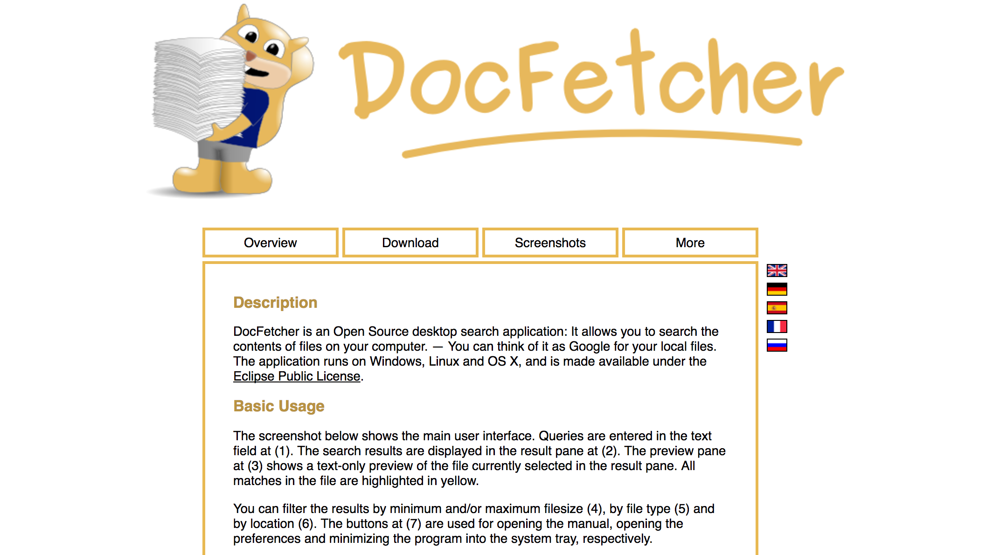 DocFetcher
Overview
Download
Screenshots
More
Description
DocFetcher is an Open Source desktop search application: It allows you to search the
contents of files on your computer. — You can think of it as Google for your local files.
The application runs on Windows, Linux and OS X, and is made available under the
Eclipse Public License.
Basic Usage
The screenshot below shows the main user interface. Queries are entered in the text
field at (1). The search results are displayed in the result pane at (2). The preview pane
at (3) shows a text-only preview of the file currently selected in the result pane. All
matches in the file are highlighted in yellow.
You can filter the results by minimum and/or maximum filesize (4), by file type (5) and
by location (6). The buttons at (7) are used for opening the manual, opening the
preferences and minimizing the program into the system tray, respectively.